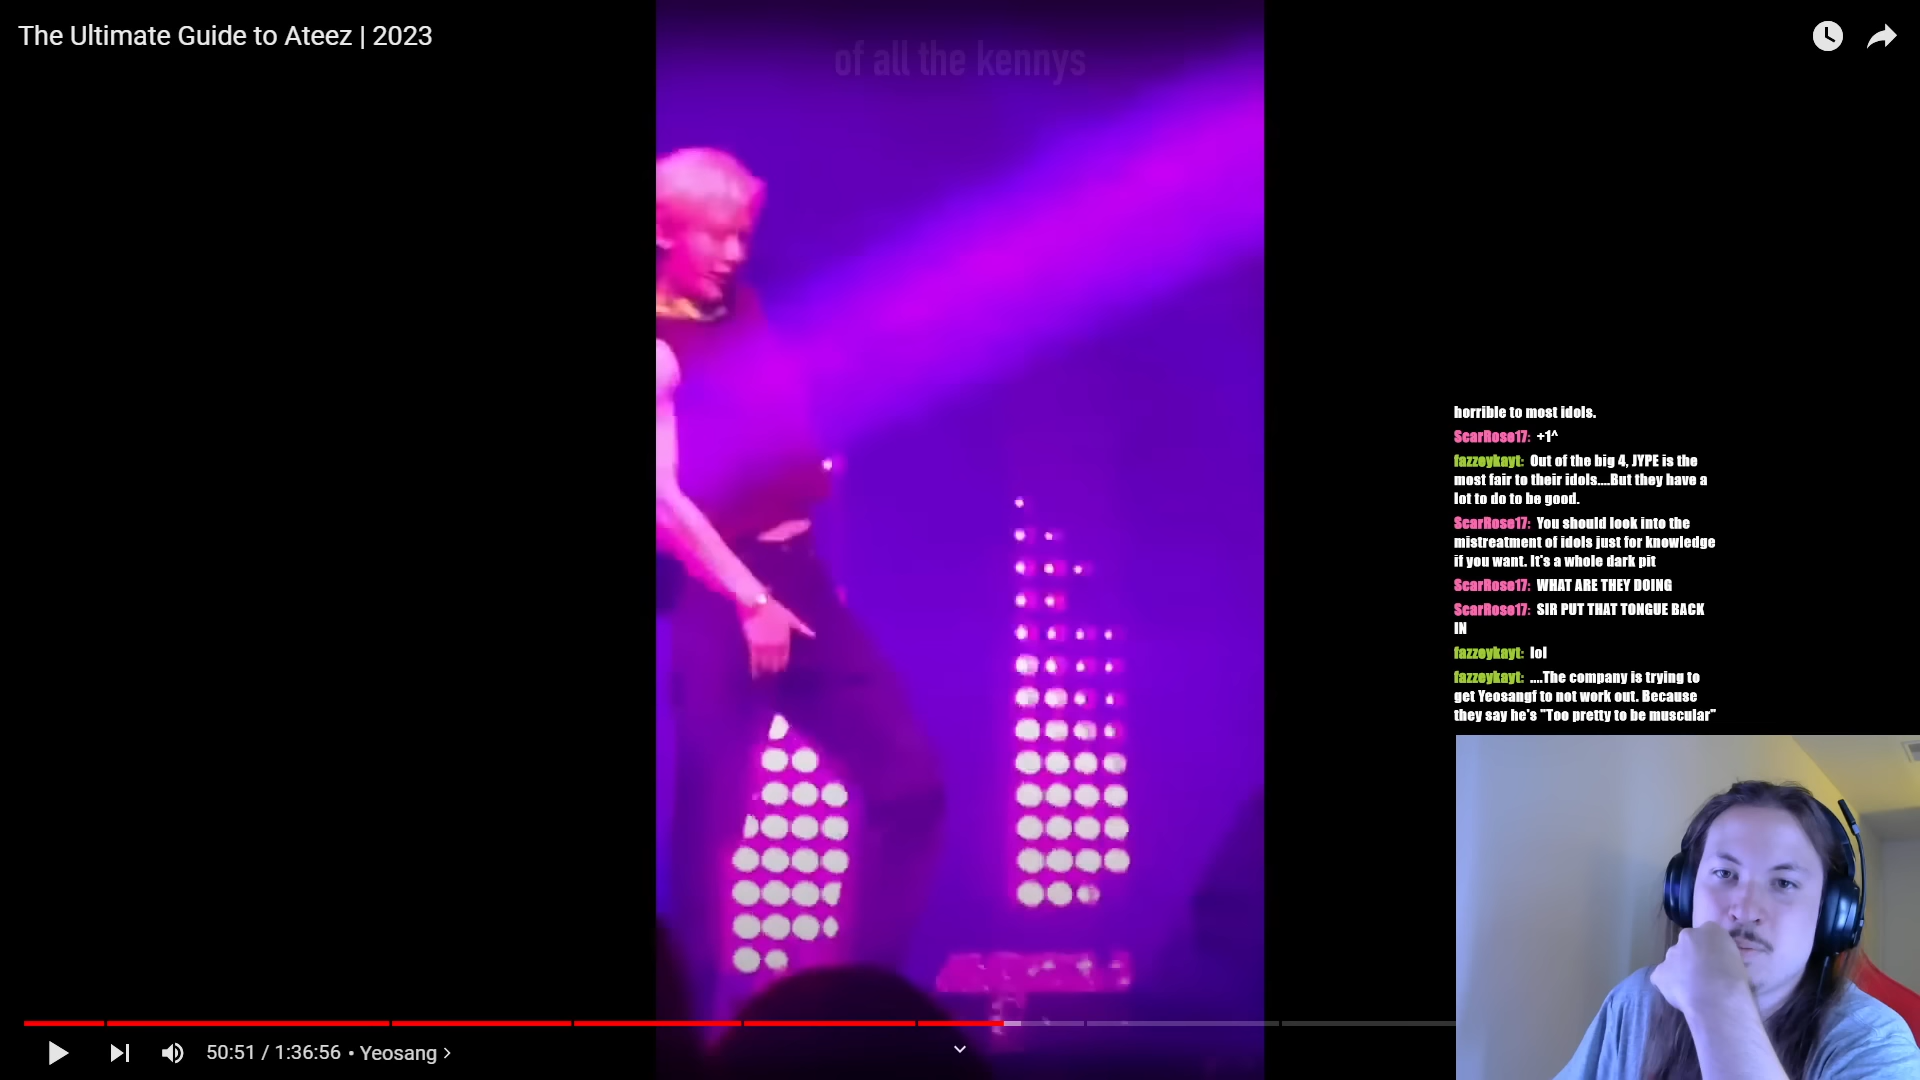 The Ultimate Guide to Ateez | 2023
of all the kennys
horrible to most idols.
ScarRose17: +1^
fazzeykayt: Out of the big 4, JYPE is the
most fair to their idols....But they have a
lot to do to be good.
ScarRose17: You should look into the
mistreatment of idols just for knowledge
if you want. It's a whole dark pit
ScarRose17: WHAT ARE THEY DOING
ScarRose17: SIR PUT THAT TONGUE BACK
IN
fazzeykayt: lol
fazzeykayt: ....The company is trying to
get Yeosangf to not work out. Because
they say he's "Too pretty to be muscular"
50:51 / 1:36:56 • Yeosang >